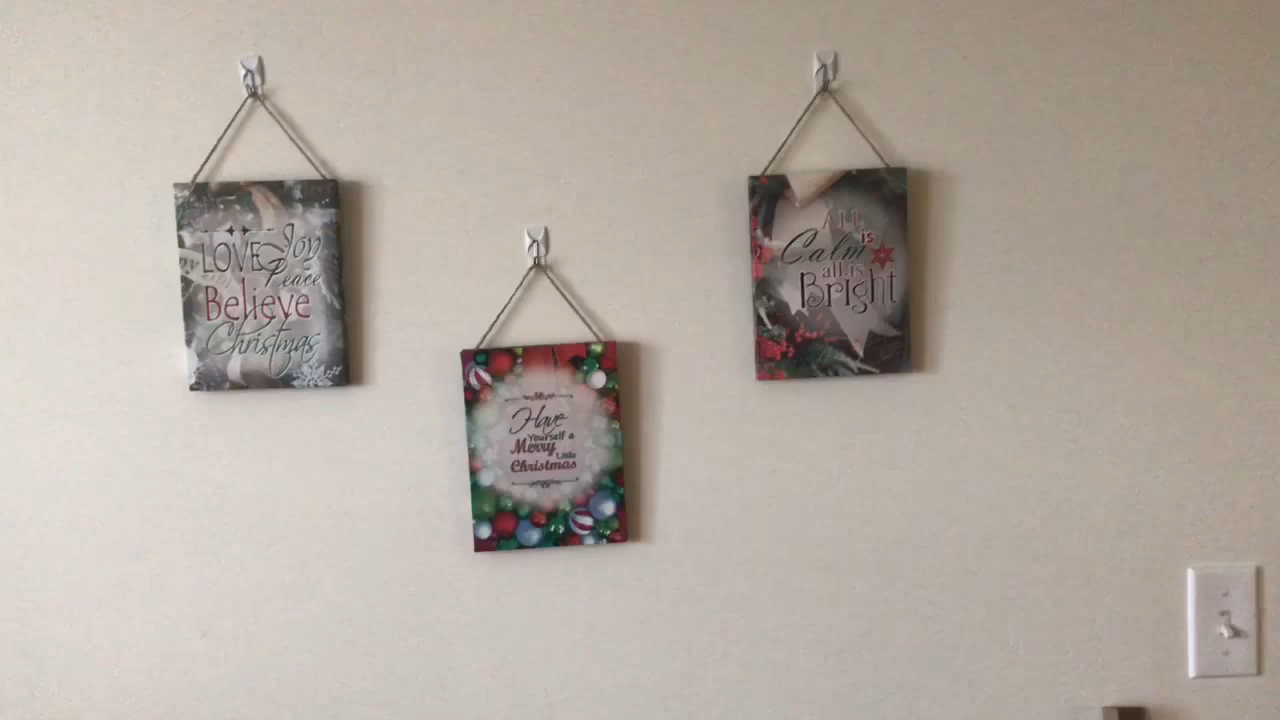 LOVE Joy
Peace
Believe
Christmas
Have
Yourself a
Merry
Little
Christmas
ALL
is
Calm
all is
Bright